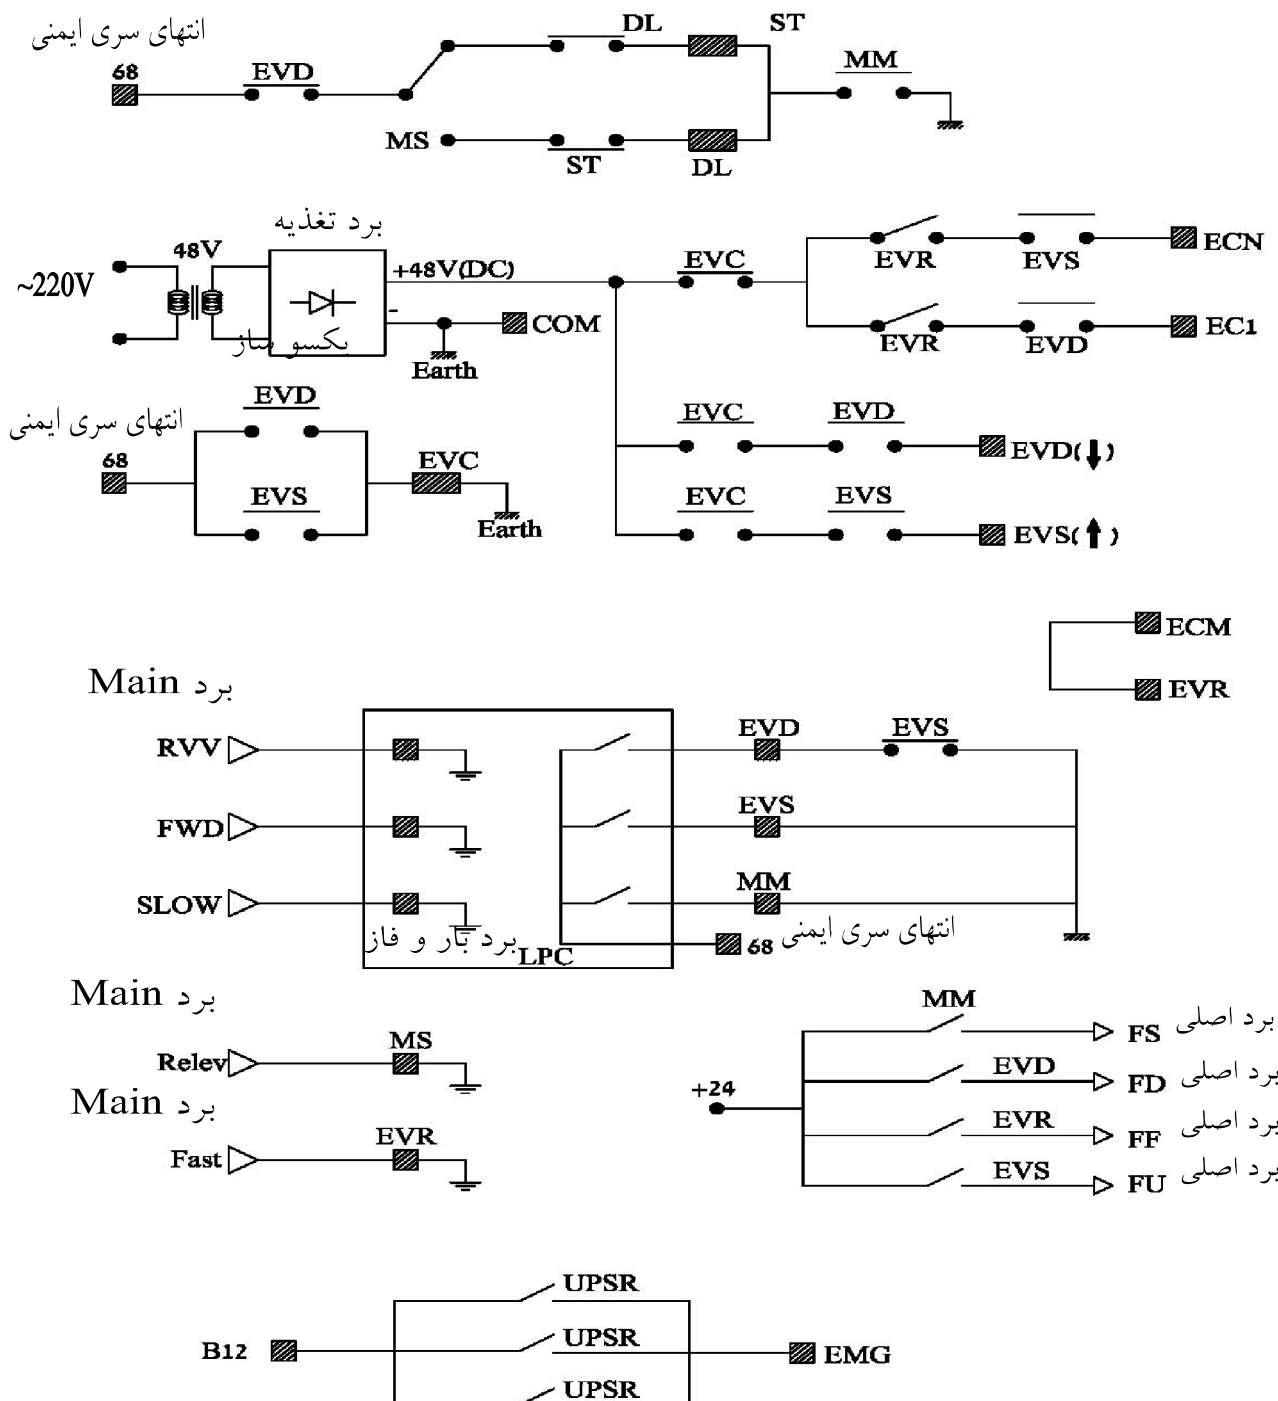 انتهای سری ایمنی
68
EVD
DL
ST
MM
MS
ST
DL
برد تغذیه
48V
~220V
+48V(DC)
-
یکسو ساز
COM
Earth
EVC
EVR
EVS
ECN
EVR
EVD
EC1
انتهای سری ایمنی
68
EVD
EVS
EVC
Earth
EVC
EVD
EVD(⬇)
EVC
EVS
EVS(⬆)
ECM
EVR
برد Main
RVV
FWD
SLOW
برد بار و فاز
LPC
EVD
EVS
EVS
MM
68 انتهای سری ایمنی
برد Main
Relev
MS
برد Main
Fast
EVR
+24
MM
FS برد اصلی
EVD
FD برد اصلی
EVR
FF برد اصلی
EVS
FU برد اصلی
B12
UPSR
UPSR
UPSR
EMG